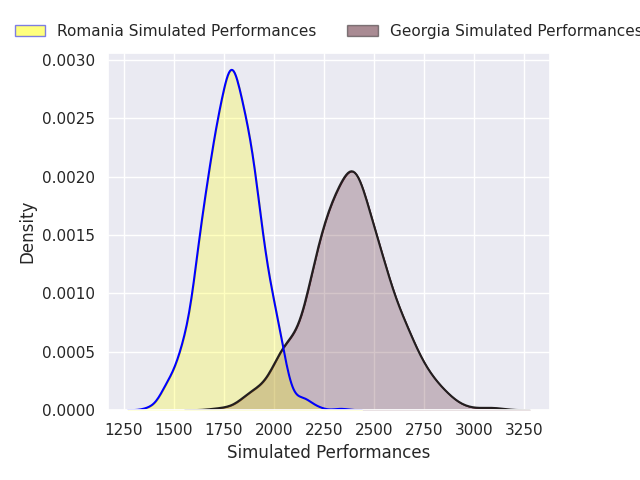 Romania Simulated Performances
Georgia Simulated Performances
0.0030
0.0025
0.0020
0.0015
0.0010
0.0005
0.0000
Density
1250 1500 1750 2000 2250 2500 2750 3000 3250
Simulated Performances